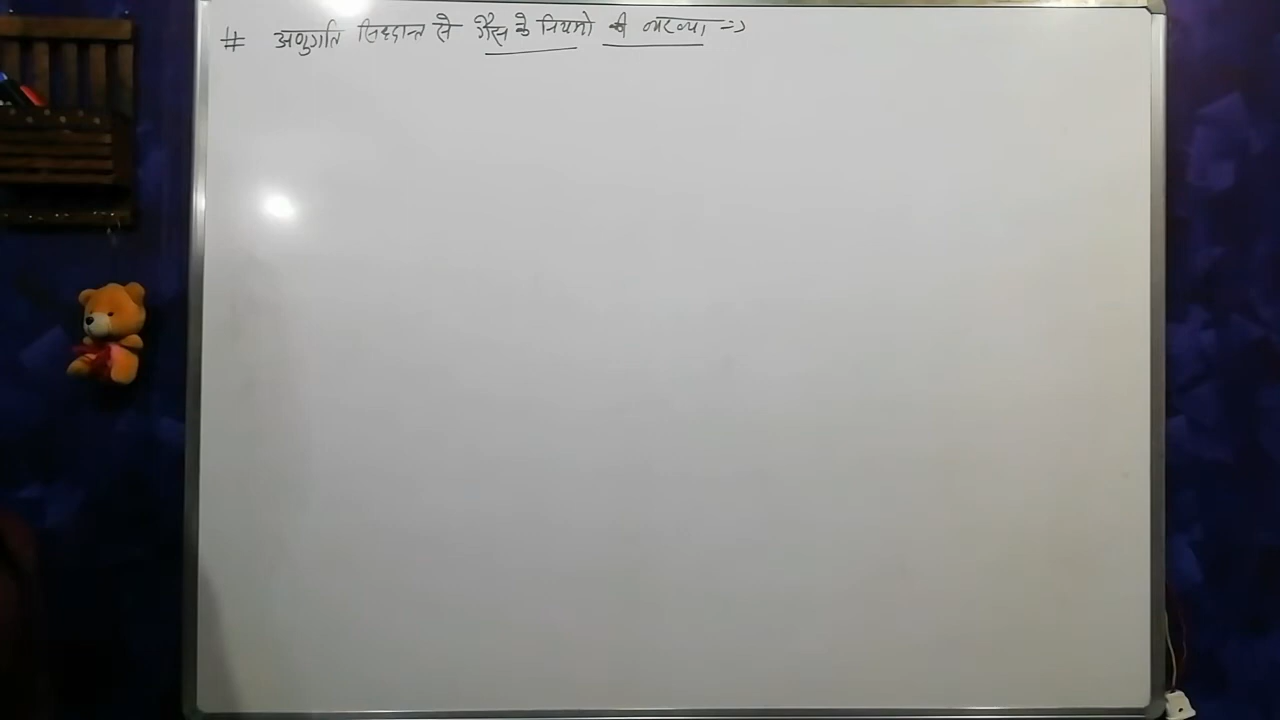 # अणुगति सिद्दान्त से गैस के नियमो की व्याख्या =>